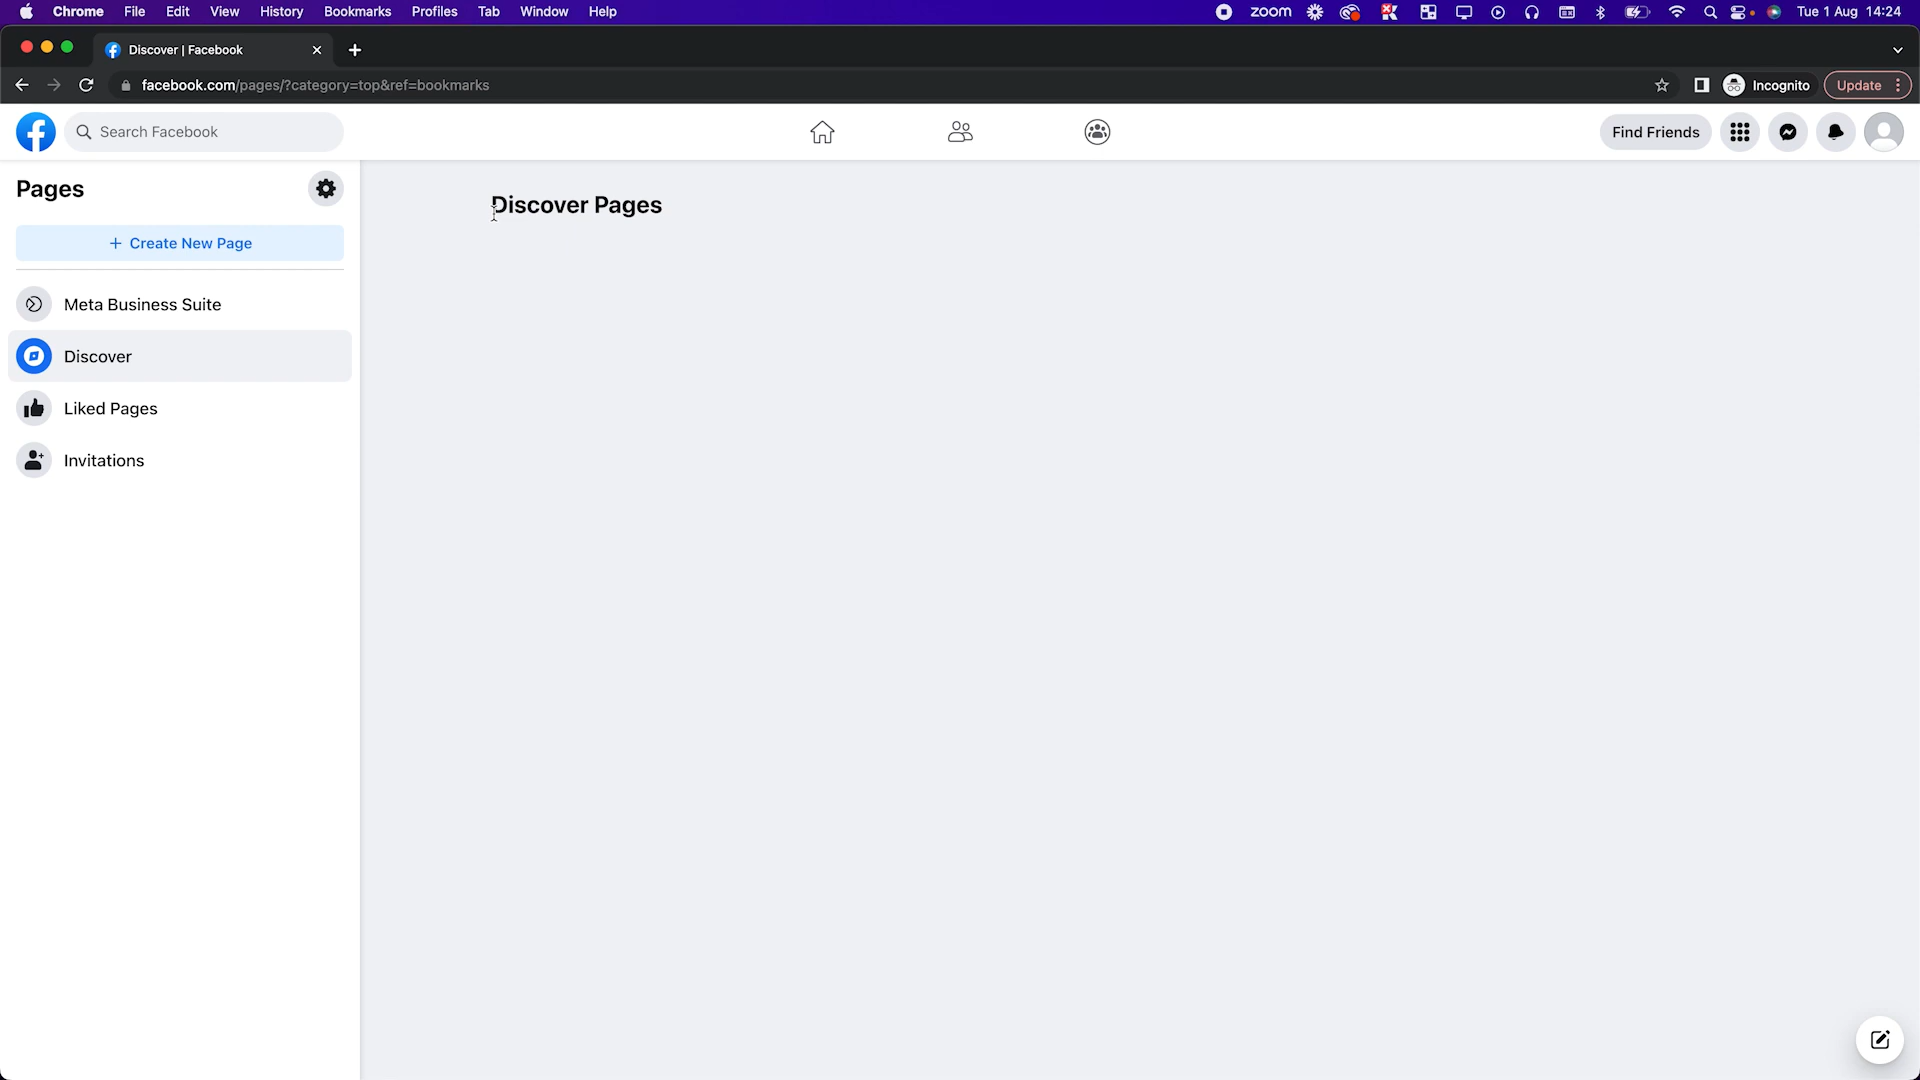 Chrome File Edit View History Bookmarks Profiles Tab Window Help zoom Tue 1 Aug 14:24
Discover | Facebook
facebook.com/pages/?category=top&ref=bookmarks Incognito Update
Search Facebook Find Friends
Pages
+ Create New Page
Meta Business Suite
Discover
Liked Pages
Invitations
Discover Pages